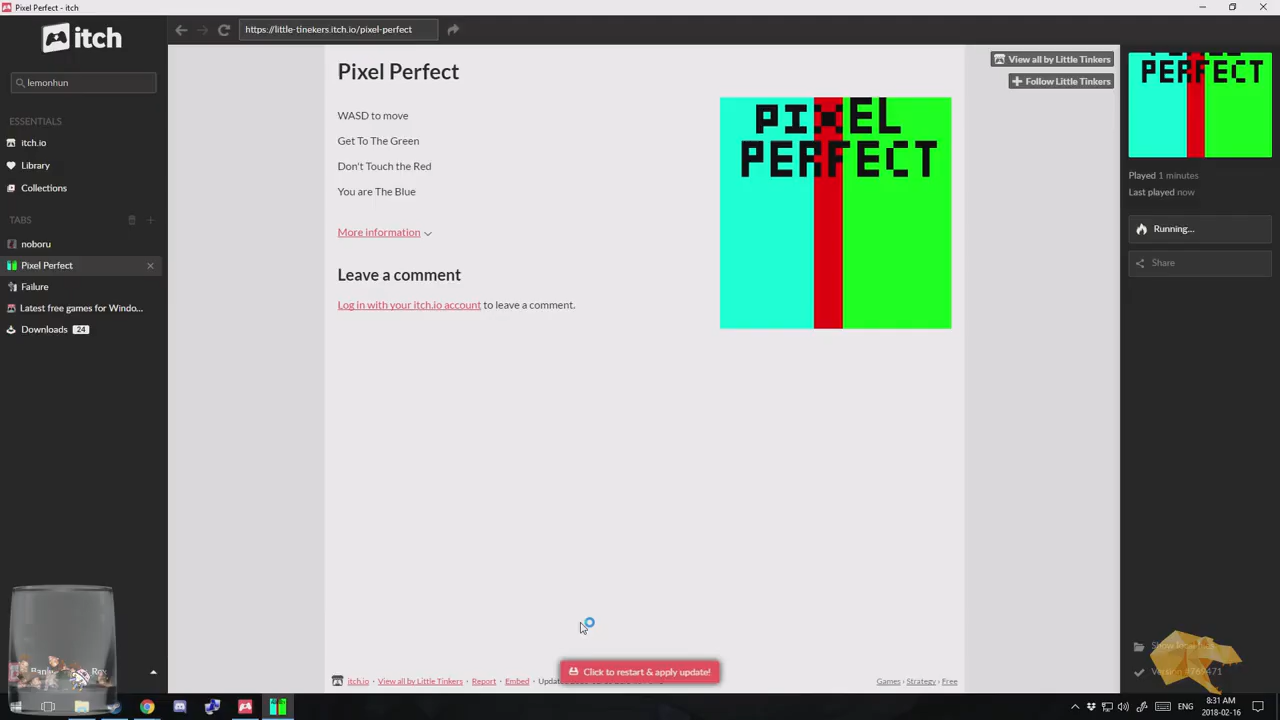 Pixel Perfect - itch
itch
https://little-tinekers.itch.io/pixel-perfect
lemonhun
ESSENTIALS
itch.io
Library
Collections
TABS
noboru
Pixel Perfect
Failure
Latest free games for Windo...
Downloads 24
Pixel Perfect
WASD to move
Get To The Green
Don't Touch the Red
You are The Blue
More information
Leave a comment
Log in with your itch.io account to leave a comment.
PIXEL
PERFECT
View all by Little Tinkers
Follow Little Tinkers
PERFECT
Played 1 minutes
Last played now
Running...
Share
Version #769471
Click to restart & apply update!
itch.io · View all by Little Tinkers · Report · Embed ·
Games · Strategy · Free
ENG
8:31 AM
2018-02-16